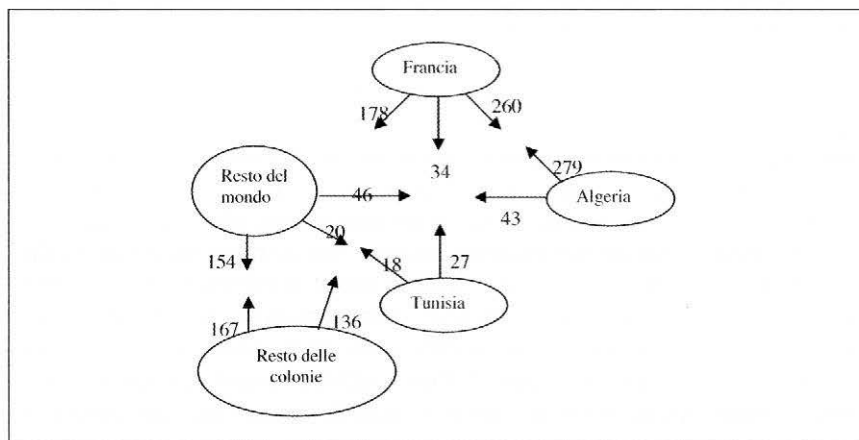 Francia
178
260
34
279
Resto del
mondo
46
Algeria
43
20
154
18
27
Tunisia
167
136
Resto delle
colonie